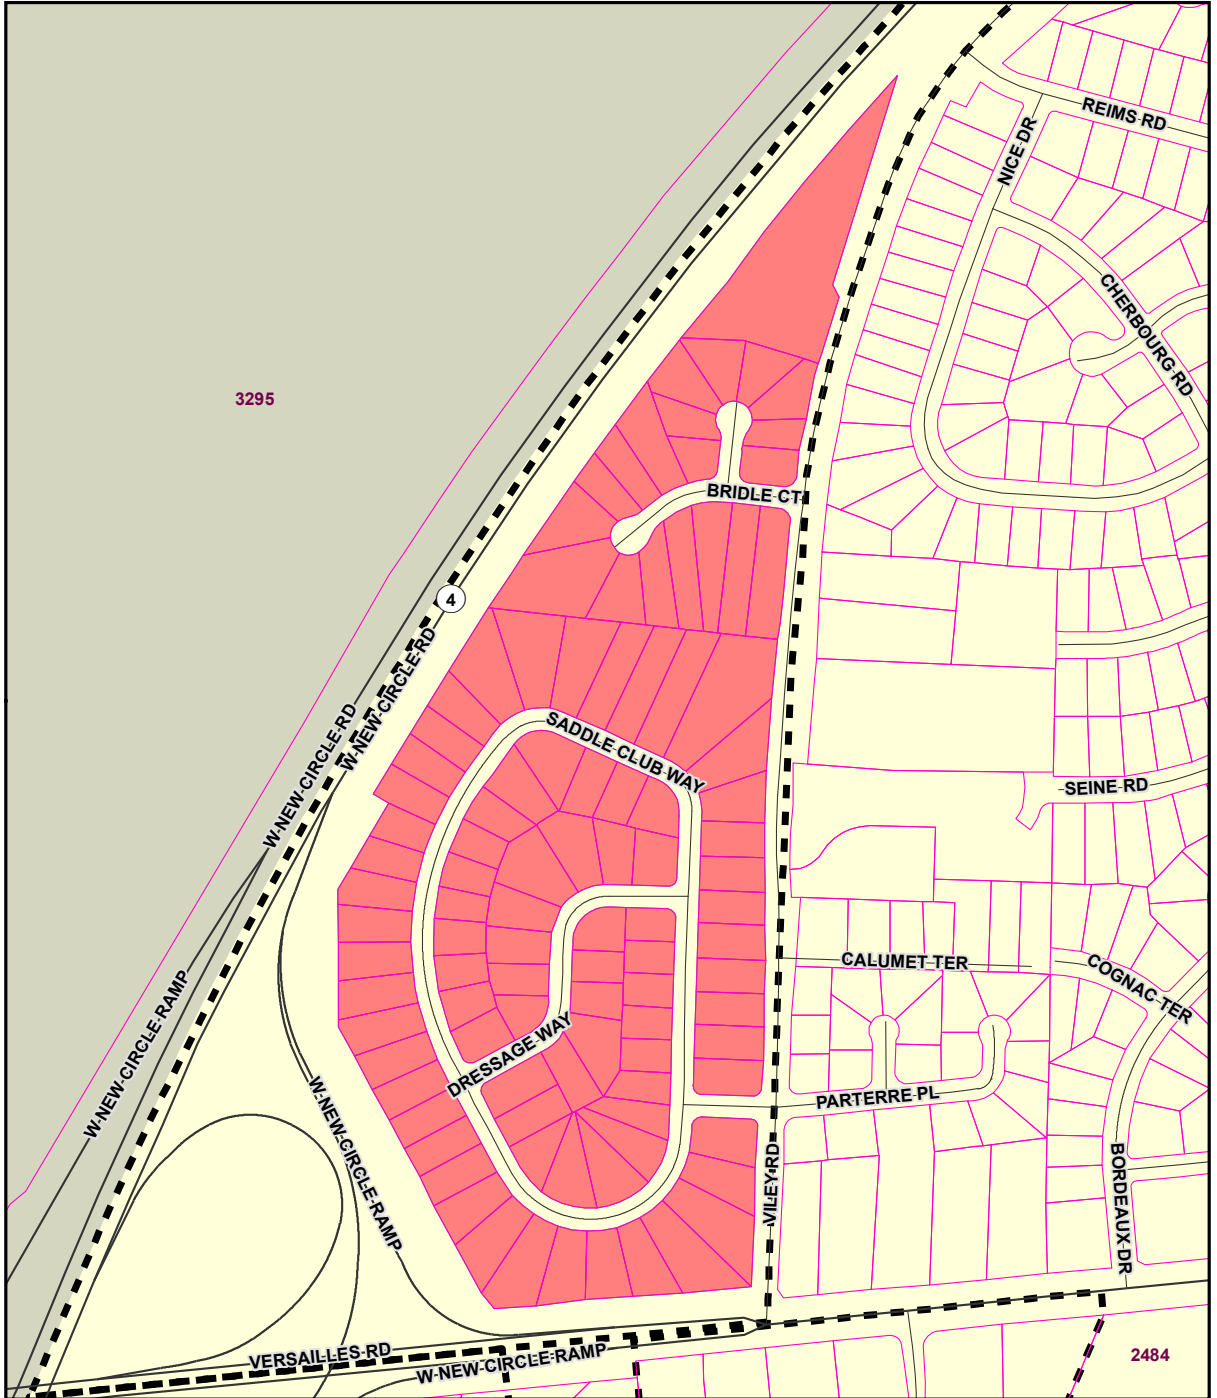 REIMS RD
NICE DR
CHERBOURG RD
3295
BRIDLE CT
4
W NEW CIRCLE RD
W NEW CIRCLE RD
SADDLE CLUB WAY
SEINE RD
CALUMET TER
COGNAC TER
W NEW CIRCLE RAMP
DRESSAGE WAY
PARTERRE PL
W NEW CIRCLE RAMP
VILEY RD
BORDEAUX DR
VERSAILLES RD
W NEW CIRCLE RAMP
2484